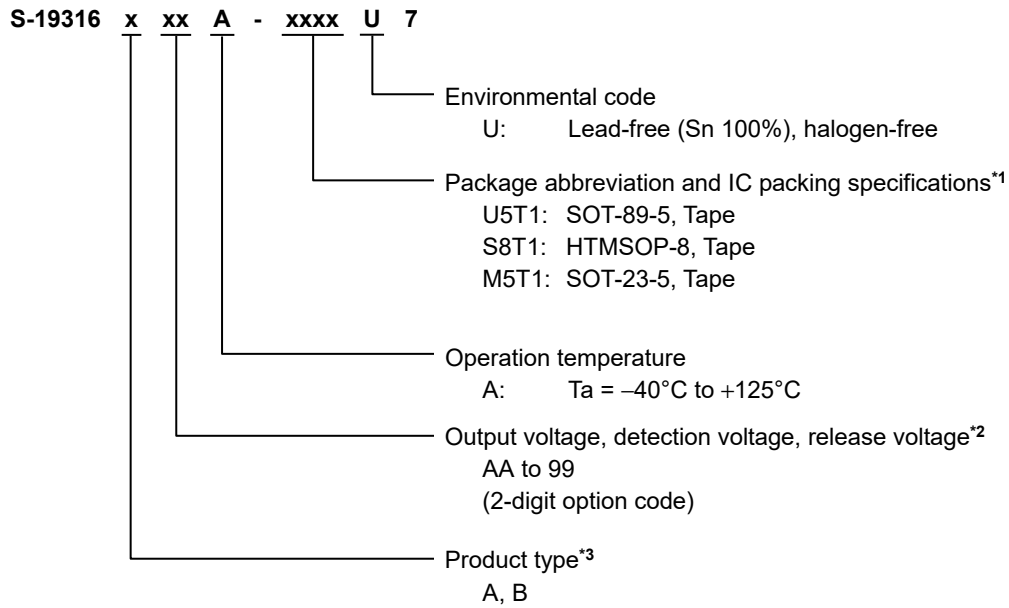 S-19316 x xx A - xxxx U 7
Environmental code
U: Lead-free (Sn 100%), halogen-free
Package abbreviation and IC packing specifications*1
U5T1: SOT-89-5, Tape
S8T1: HTMSOP-8, Tape
M5T1: SOT-23-5, Tape
Operation temperature
A: Ta = −40°C to +125°C
Output voltage, detection voltage, release voltage*2
AA to 99
(2-digit option code)
Product type*3
A, B